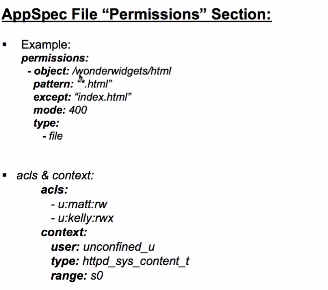 AppSpec File “Permissions” Section:
▪ Example:
permissions:
- object: /wonderwidgets/html
pattern: “*.html”
except: “index.html”
mode: 400
type:
- file
▪ acls & context:
acls:
- u:matt:rw
- u:kelly:rwx
context:
user: unconfined_u
type: httpd_sys_content_t
range: s0